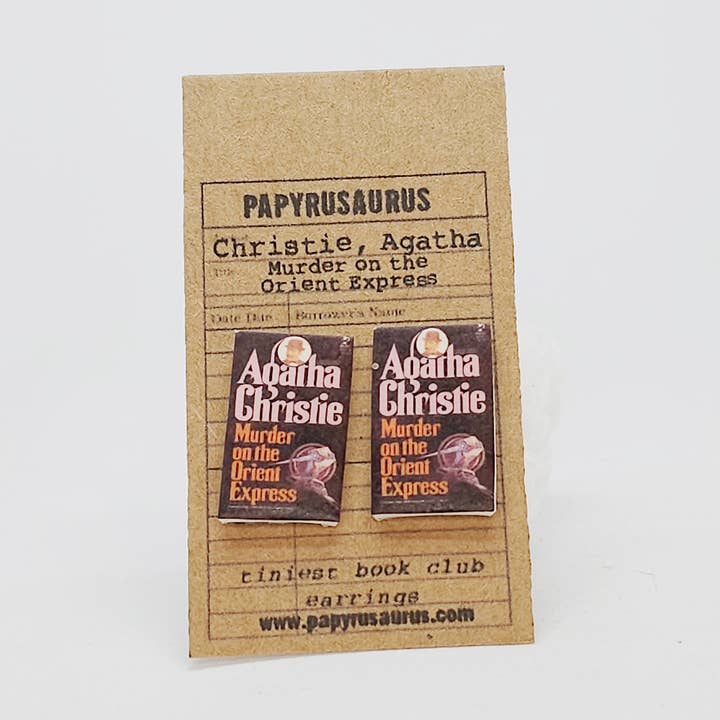 PAPYRUSAURUS
Christie, Agatha
Title
Murder on the
Orient Express
Date Due Borrower's Name
Agatha
Christie
Murder
on the
Orient
Express
Agatha
Christie
Murder
on the
Orient
Express
tiniest book club
earrings
www.papyrusaurus.com